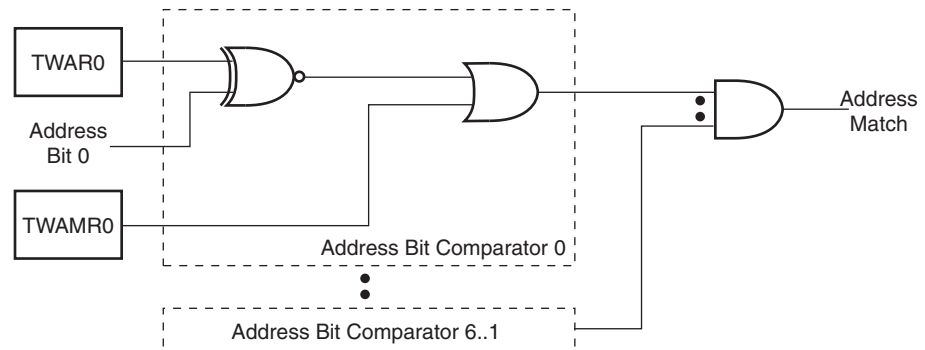 TWAR0
Address
Bit 0
TWAMR0
Address Bit Comparator 0
Address
Match
Address Bit Comparator 6..1